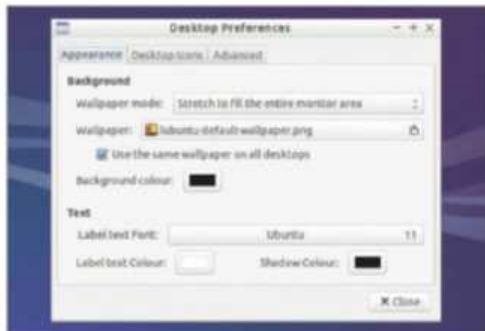 Desktop Preferences
Appearance Desktop Icons Advanced
Background
Wallpaper mode: Stretch to fill the entire monitor area
Wallpaper: lubuntu-default-wallpaper.png
Use the same wallpaper on all desktops
Background colour:
Text
Label text Font: Ubuntu 11
Label text Colour: Shadow Colour:
Close